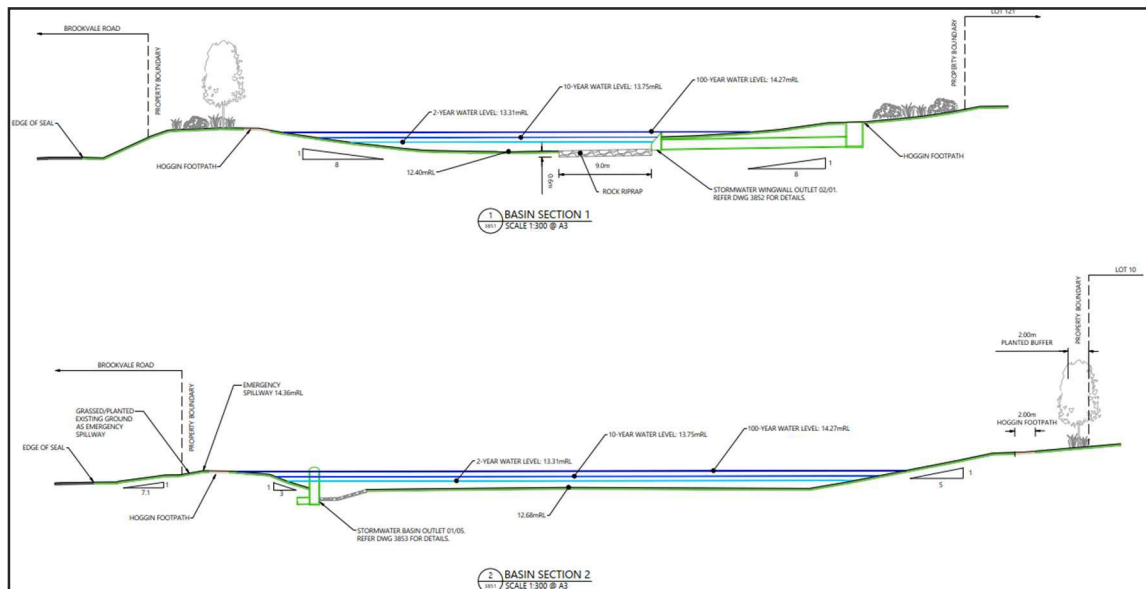 BROOKVALE ROAD
PROPERTY BOUNDARY
EDGE OF SEAL
HOGGIN FOOTPATH
1
8
2-YEAR WATER LEVEL: 13.31mRL
10-YEAR WATER LEVEL: 13.75mRL
100-YEAR WATER LEVEL: 14.27mRL
12.40mRL
0.6m
9.0m
ROCK RIPRAP
1
8
STORMWATER WINGWALL OUTLET 02/01.
REFER DWG 3852 FOR DETAILS.
HOGGIN FOOTPATH
PROPERTY BOUNDARY
LOT 121
1
3851
BASIN SECTION 1
SCALE 1:300 @ A3
BROOKVALE ROAD
PROPERTY BOUNDARY
EMERGENCY
SPILLWAY 14.36mRL
GRASSED/PLANTED
EXISTING GROUND
AS EMERGENCY
SPILLWAY
EDGE OF SEAL
1
7.1
HOGGIN FOOTPATH
1
3
STORMWATER BASIN OUTLET 01/05.
REFER DWG 3853 FOR DETAILS.
2-YEAR WATER LEVEL: 13.31mRL
10-YEAR WATER LEVEL: 13.75mRL
100-YEAR WATER LEVEL: 14.27mRL
12.68mRL
1
5
2.00m
HOGGIN FOOTPATH
2.00m
PLANTED BUFFER
PROPERTY BOUNDARY
LOT 10
2
3851
BASIN SECTION 2
SCALE 1:300 @ A3